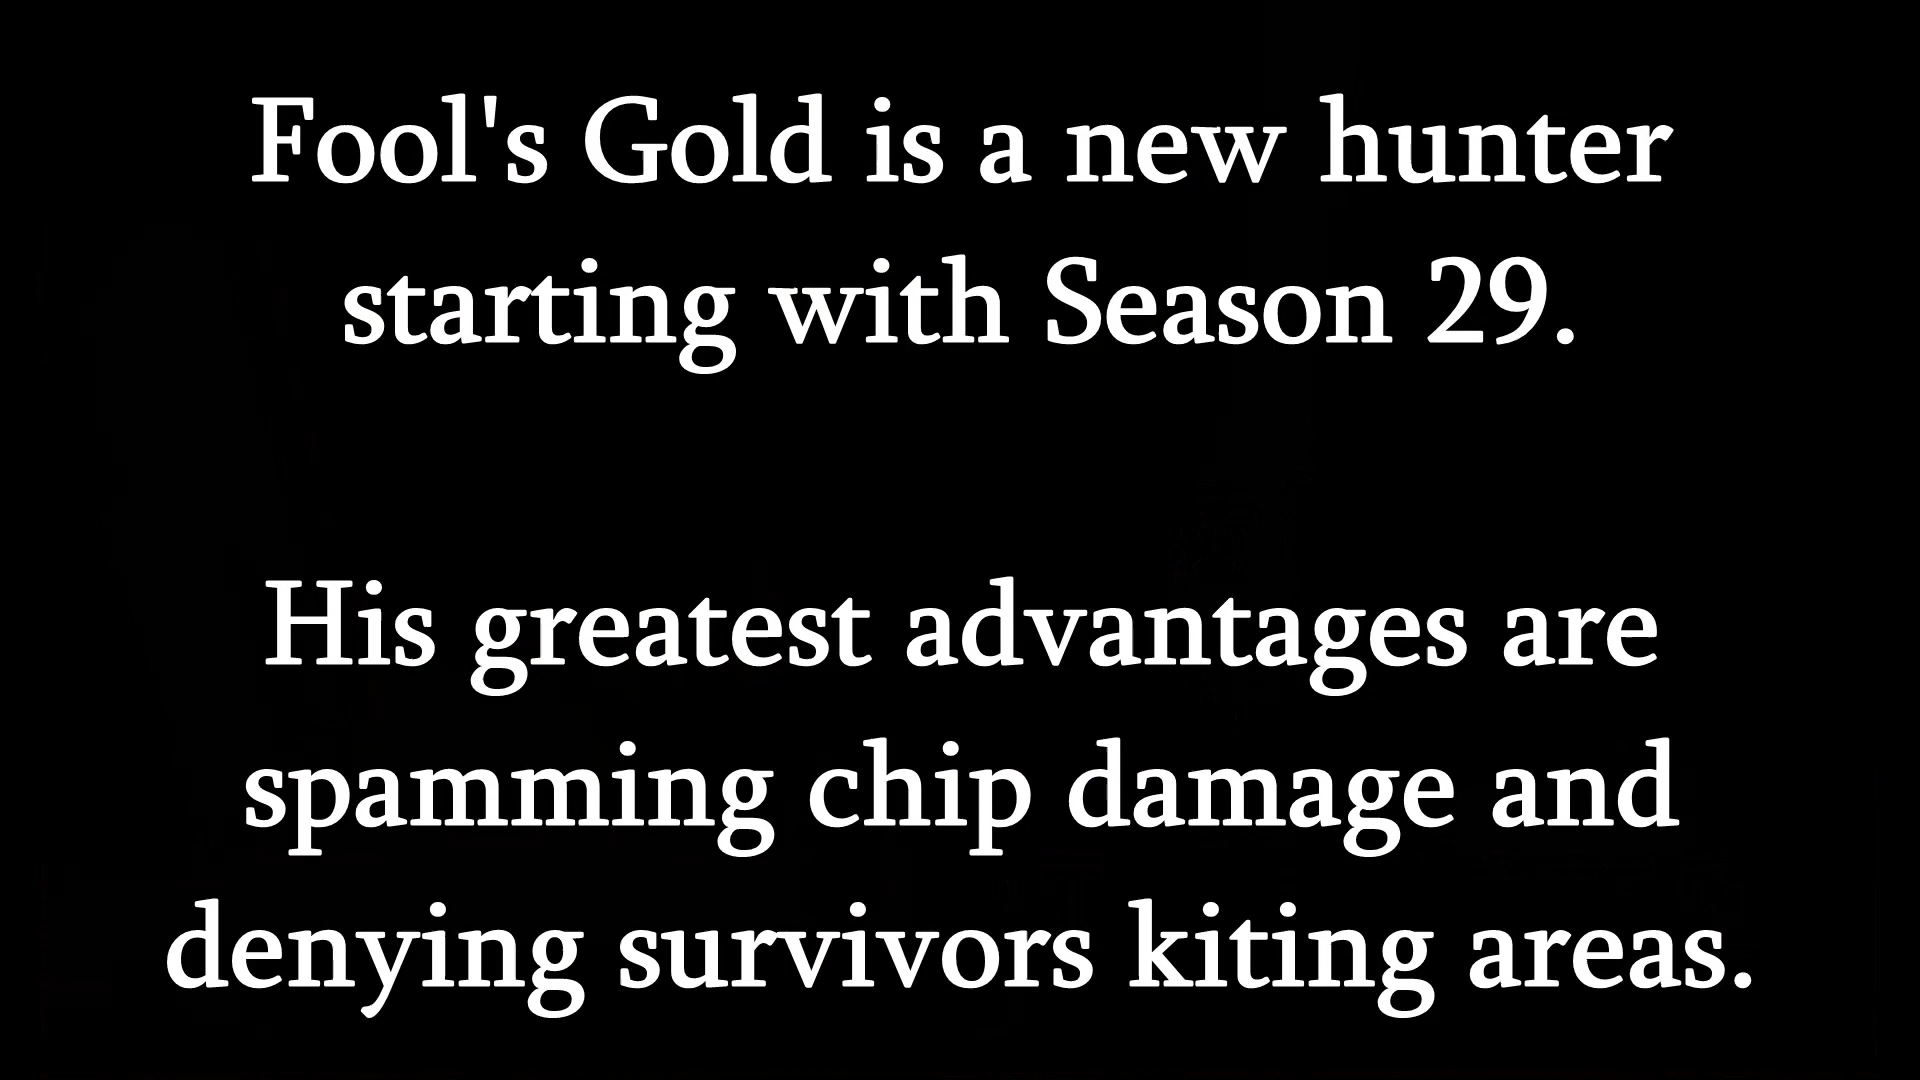 Fool's Gold is a new hunter
starting with Season 29.
His greatest advantages are
spamming chip damage and
denying survivors kiting areas.